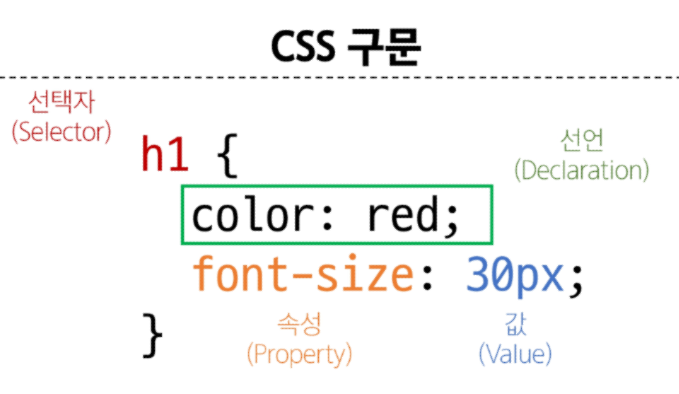 CSS 구문
선택자
(Selector)
h1 {
선언
(Declaration)
color: red;
font-size: 30px;
}
속성
(Property)
값
(Value)